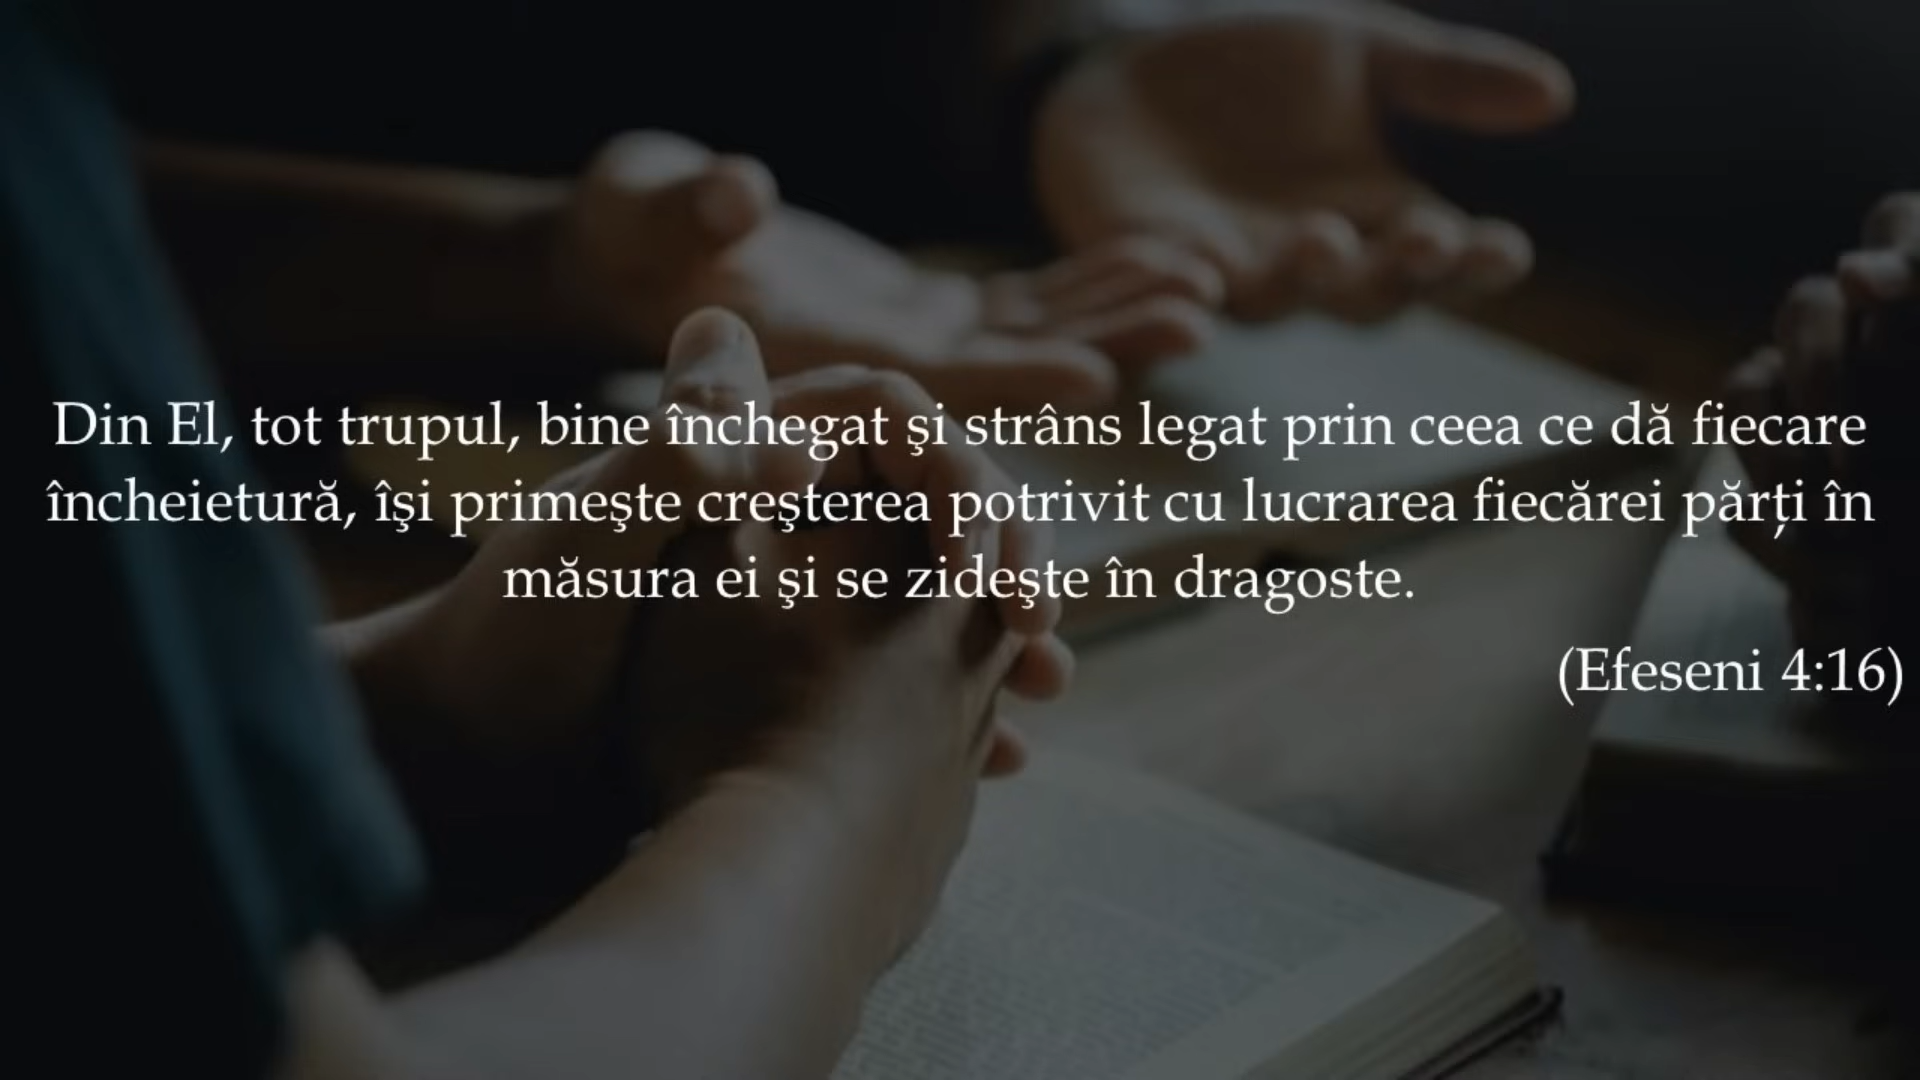 Din El, tot trupul, bine închegat şi strâns legat prin ceea ce dă fiecare
încheietură, îşi primeşte creşterea potrivit cu lucrarea fiecărei părţi în
măsura ei şi se zideşte în dragoste.
(Efeseni 4:16)